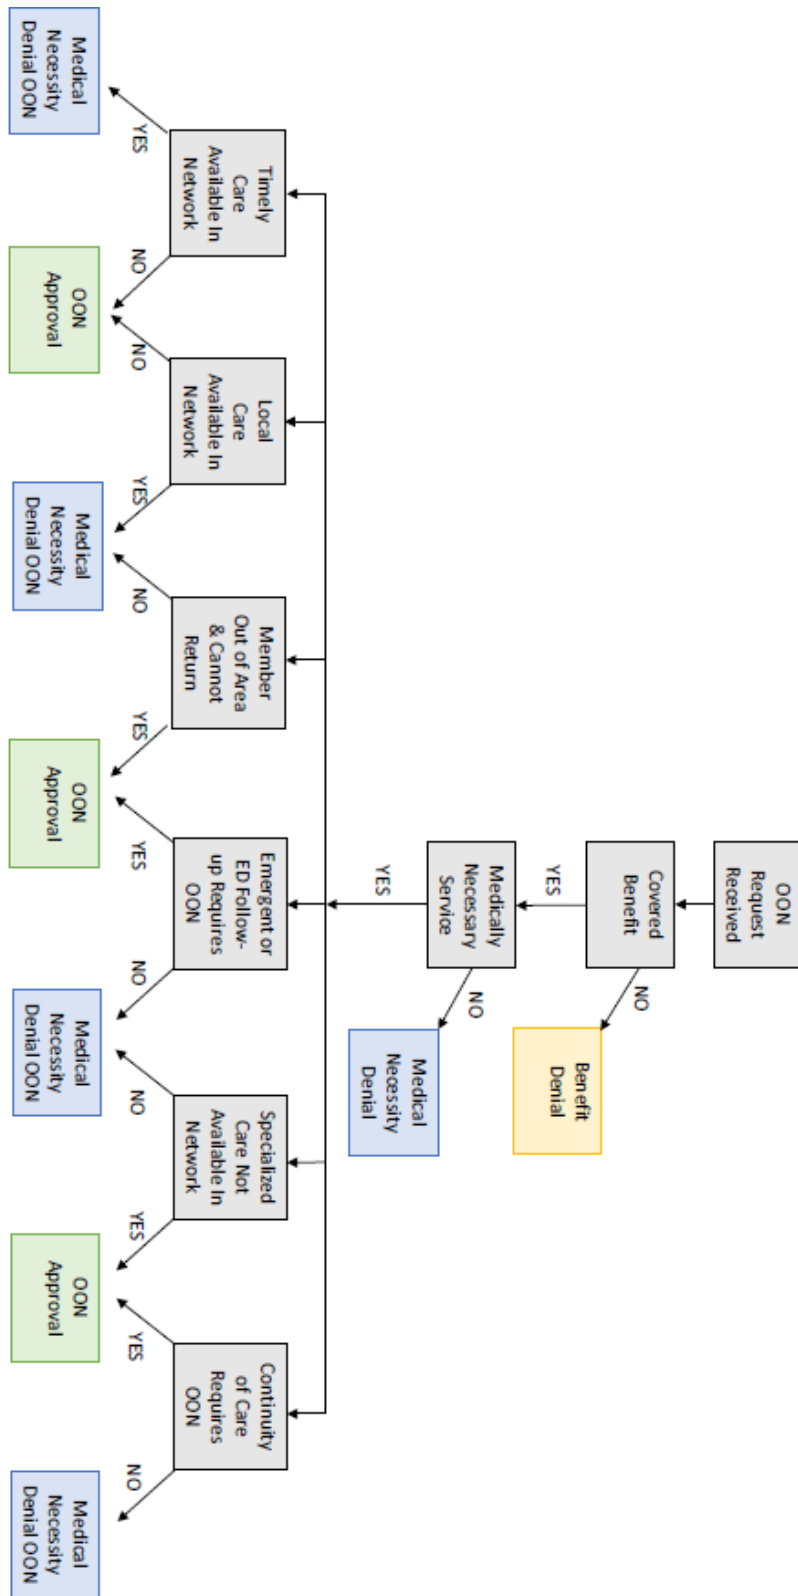 OON
Request
Received
Covered
Benefit
NO
Benefit
Denial
YES
Medically
Necessary
Service
NO
Medical
Necessity
Denial
YES
Timely
Care
Available In
Network
Local
Care
Available In
Network
Member
Out of Area
& Cannot
Return
Emergent or
ED Follow-
up Requires
OON
Specialized
Care Not
Available In
Network
Continuity
of Care
Requires
OON
YES
NO
NO
YES
NO
YES
YES
NO
NO
YES
YES
NO
Medical
Necessity
Denial OON
OON
Approval
Medical
Necessity
Denial OON
OON
Approval
Medical
Necessity
Denial OON
OON
Approval
Medical
Necessity
Denial OON